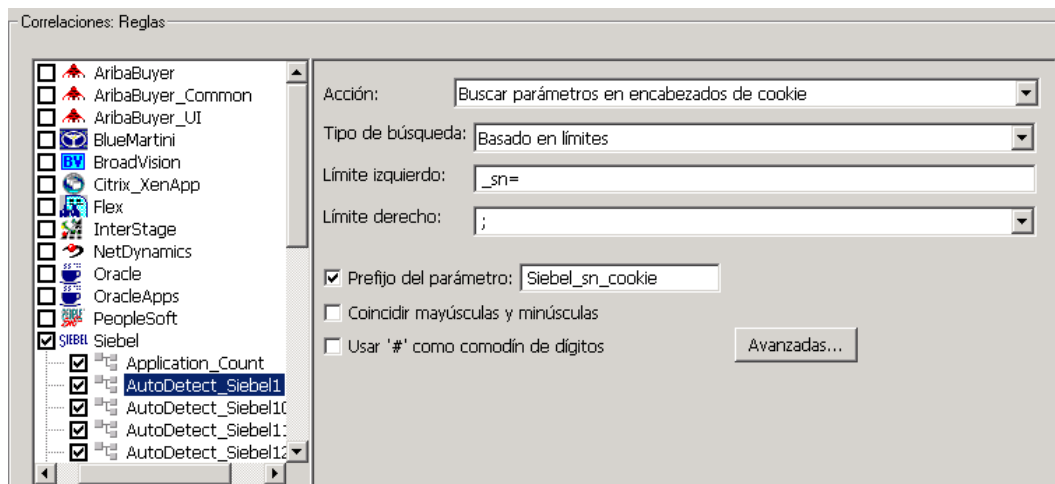 Correlaciones: Reglas
AribaBuyer
AribaBuyer_Common
AribaBuyer_UI
BlueMartini
BV BroadVision
Citrix_XenApp
Flex
InterStage
NetDynamics
Oracle
OracleApps
PeopleSoft
SIEBEL Siebel
Application_Count
AutoDetect_Siebel1
AutoDetect_Siebel10
AutoDetect_Siebel11
AutoDetect_Siebel12
Acción: Buscar parámetros en encabezados de cookie
Tipo de búsqueda: Basado en límites
Límite izquierdo: _sn=
Límite derecho: ;
Prefijo del parámetro: Siebel_sn_cookie
Coincidir mayúsculas y minúsculas
Usar '#' como comodín de dígitos
Avanzadas...